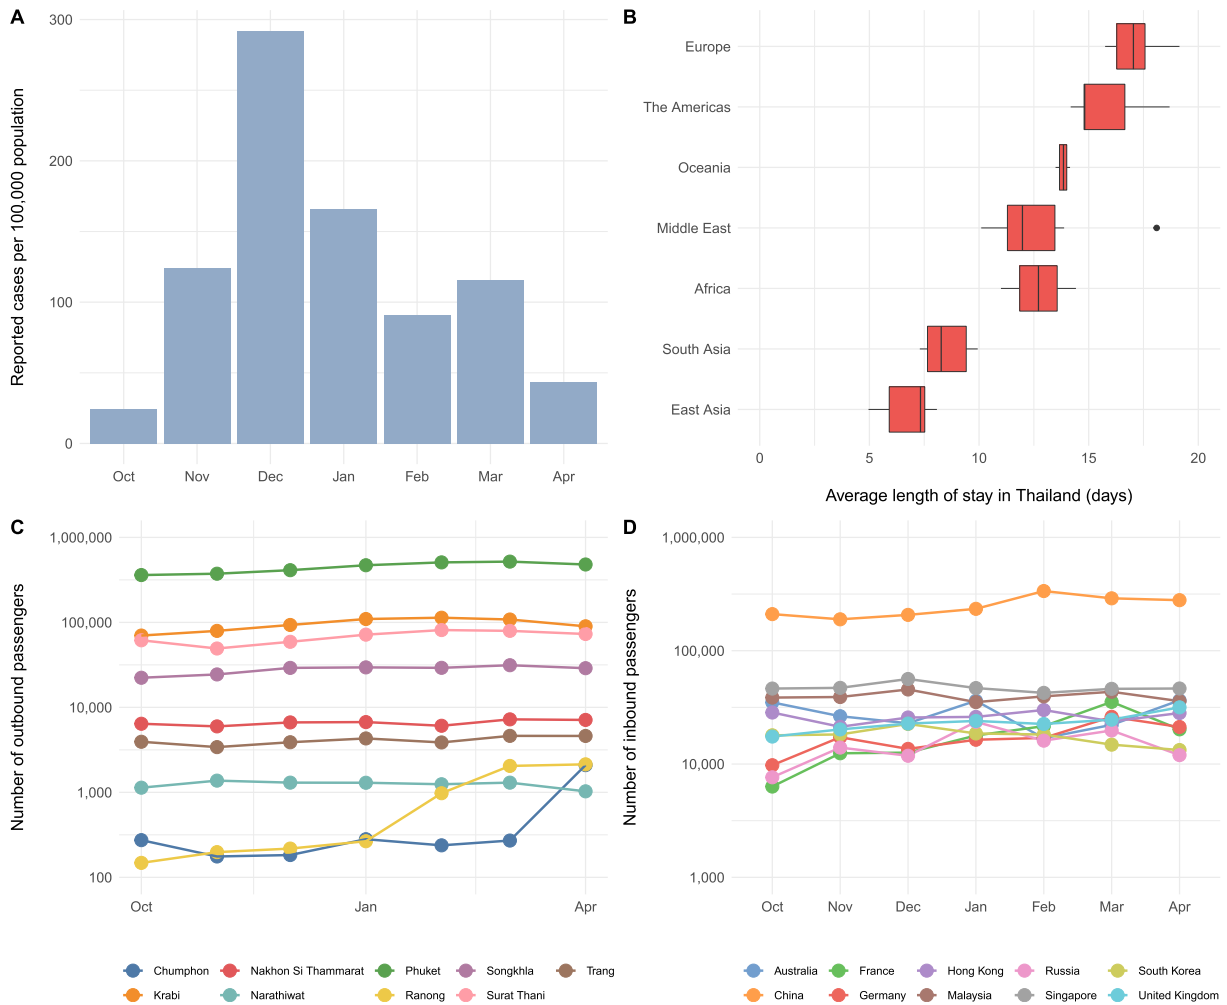 A
Reported cases per 100,000 population
300
200
100
0
Oct Nov Dec Jan Feb Mar Apr
B
Europe
The Americas
Oceania
Middle East
Africa
South Asia
East Asia
0 5 10 15 20
Average length of stay in Thailand (days)
C
Number of outbound passengers
1,000,000
100,000
10,000
1,000
100
Oct Jan Apr
Chumphon Nakhon Si Thammarat Phuket Songkhla Trang
Krabi Narathiwat Ranong Surat Thani
D
Number of inbound passengers
1,000,000
100,000
10,000
1,000
Oct Nov Dec Jan Feb Mar Apr
Australia France Hong Kong Russia South Korea
China Germany Malaysia Singapore United Kingdom